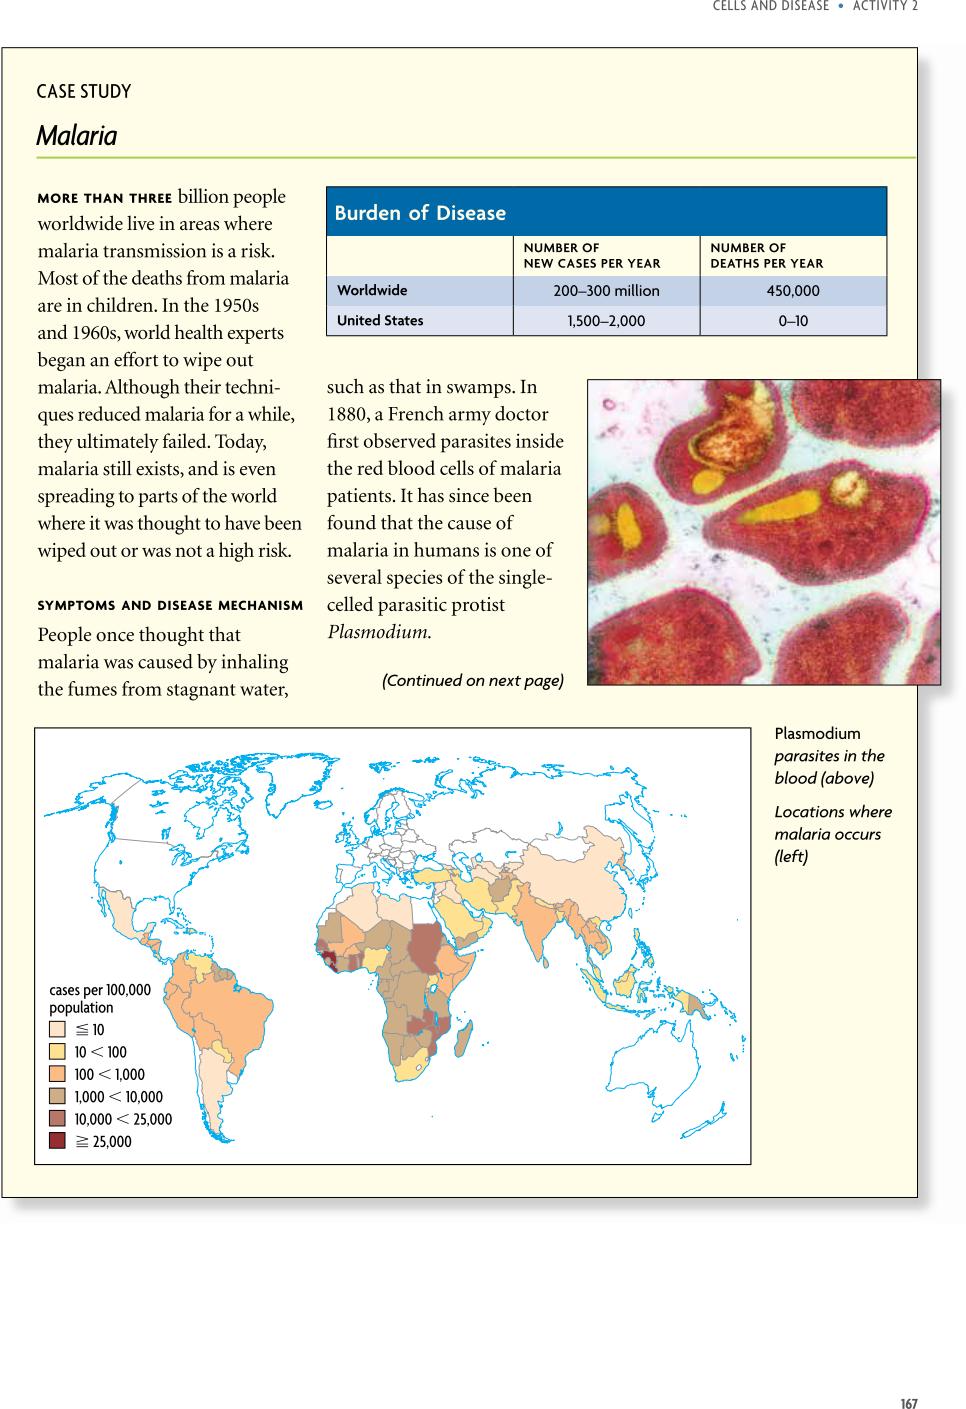 CELLS AND DISEASE • ACTIVITY 2
CASE STUDY
Malaria
MORE THAN THREE billion people
worldwide live in areas where
malaria transmission is a risk.
Most of the deaths from malaria
are in children. In the 1950s
and 1960s, world health experts
began an effort to wipe out
malaria. Although their techni-
ques reduced malaria for a while,
they ultimately failed. Today,
malaria still exists, and is even
spreading to parts of the world
where it was thought to have been
wiped out or was not a high risk.
SYMPTOMS AND DISEASE MECHANISM
People once thought that
malaria was caused by inhaling
the fumes from stagnant water,
Burden of Disease
NUMBER OF
NEW CASES PER YEAR
NUMBER OF
DEATHS PER YEAR
Worldwide 200–300 million 450,000
United States 1,500–2,000 0–10
such as that in swamps. In
1880, a French army doctor
first observed parasites inside
the red blood cells of malaria
patients. It has since been
found that the cause of
malaria in humans is one of
several species of the single-
celled parasitic protist
Plasmodium.
(Continued on next page)
Plasmodium
parasites in the
blood (above)
Locations where
malaria occurs
(left)
cases per 100,000
population
≦ 10
10 < 100
100 < 1,000
1,000 < 10,000
10,000 < 25,000
≧ 25,000
167